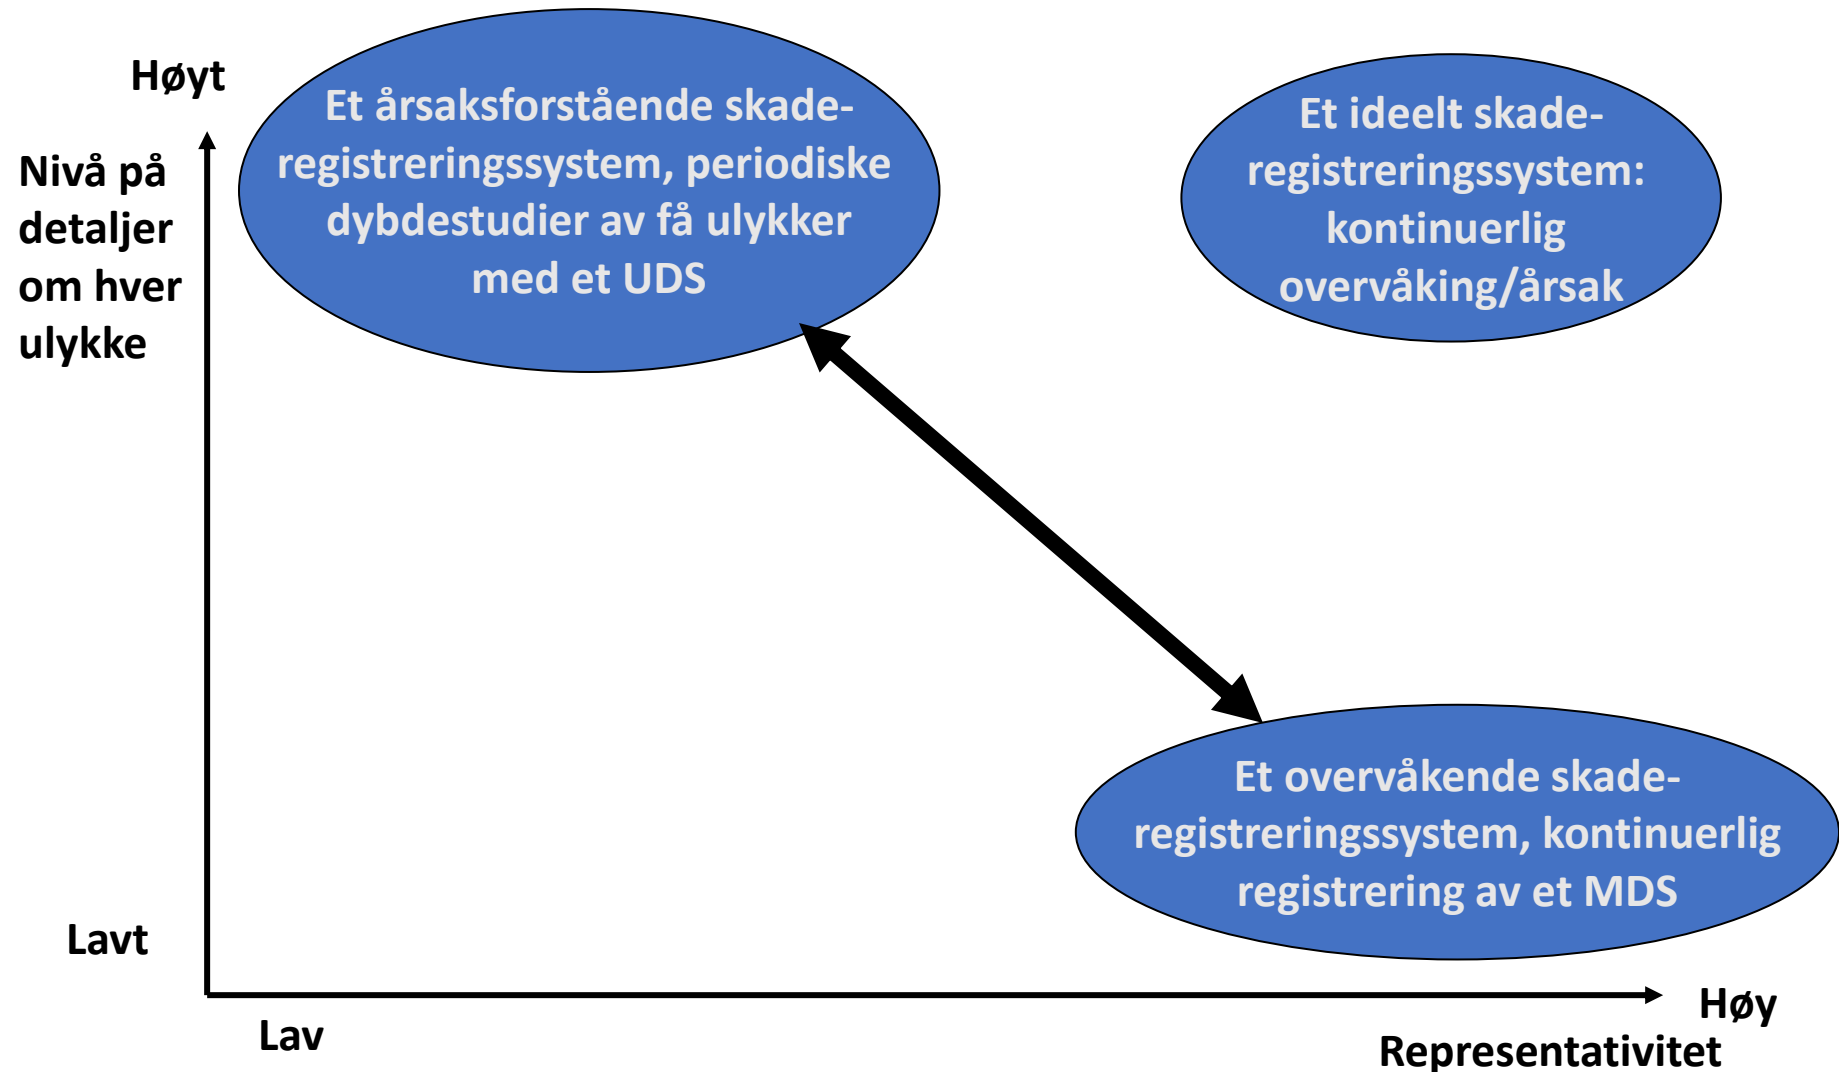 Høyt
Nivå på
detaljer
om hver
ulykke
Et årsaksforstående skade-
registreringssystem, periodiske
dybdestudier av få ulykker
med et UDS
Et ideelt skade-
registreringssystem:
kontinuerlig
overvåking/årsak
Et overvåkende skade-
registreringssystem, kontinuerlig
registrering av et MDS
Lavt
Lav
Høy
Representativitet